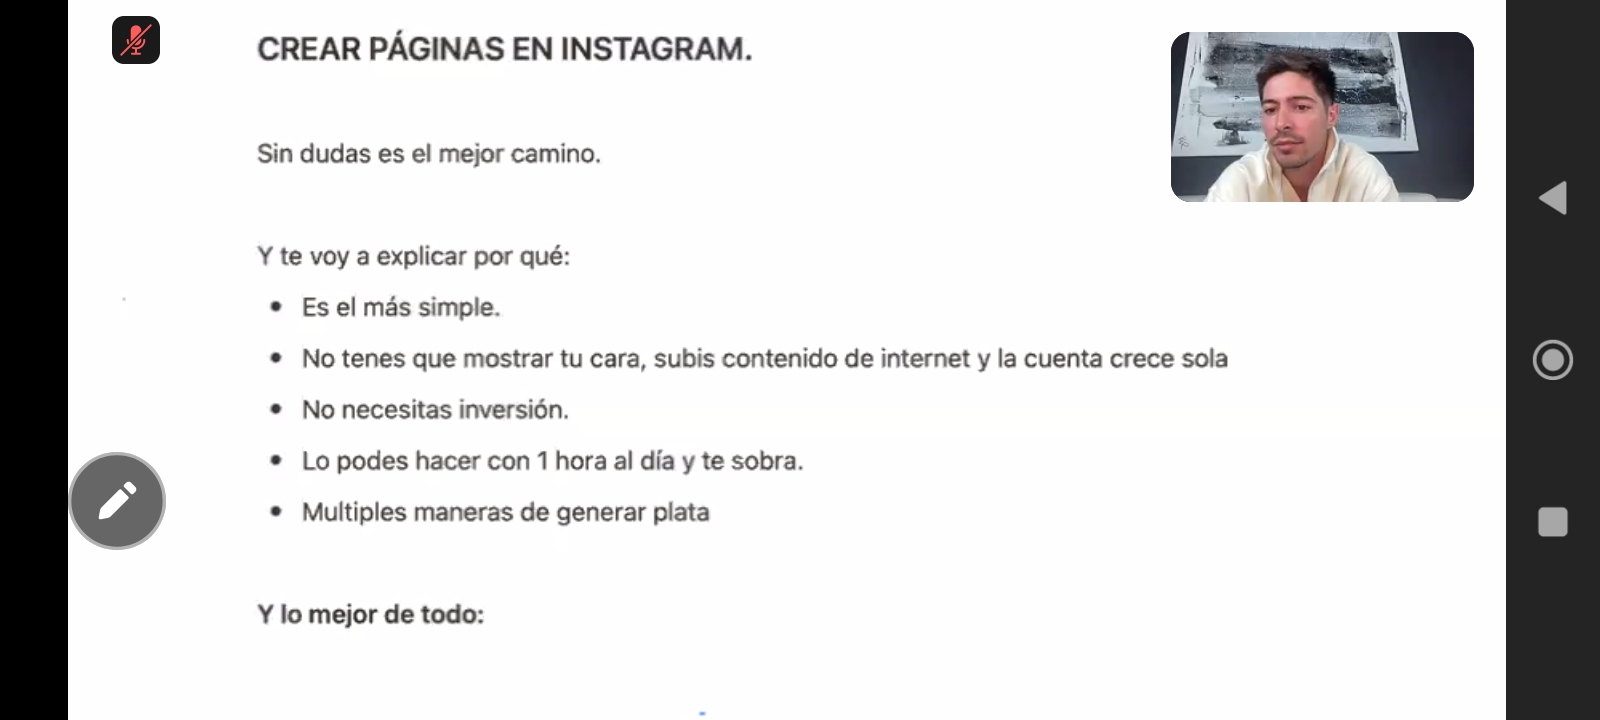 CREAR PÁGINAS EN INSTAGRAM.
Sin dudas es el mejor camino.
Y te voy a explicar por qué:
• Es el más simple.
• No tenes que mostrar tu cara, subis contenido de internet y la cuenta crece sola
• No necesitas inversión.
• Lo podes hacer con 1 hora al día y te sobra.
• Multiples maneras de generar plata
Y lo mejor de todo: